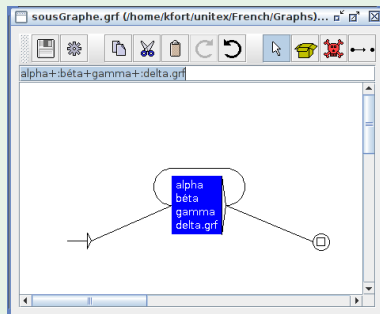 sousGraphe.grf (/home/kfort/unitex/French/Graphs)...
alpha+:béta+gamma+:delta.grf
alpha
béta
gamma
delta.grf